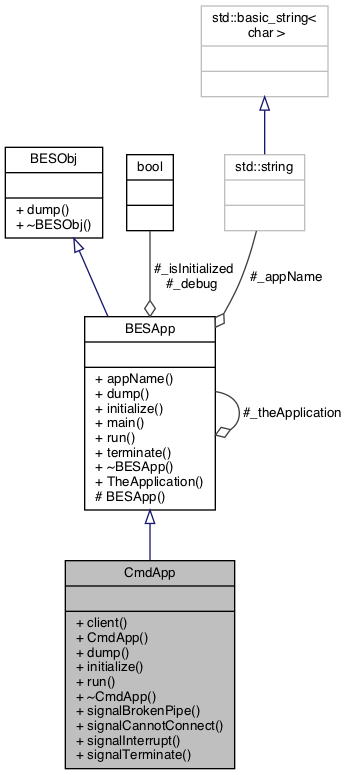 std::basic_string<
char >
BESObj
+ dump()
+ ~BESObj()
bool
std::string
#_isInitialized
#_debug
#_appName
BESApp
+ appName()
+ dump()
+ initialize()
+ main()
+ run()
+ terminate()
+ ~BESApp()
+ TheApplication()
# BESApp()
#_theApplication
CmdApp
+ client()
+ CmdApp()
+ dump()
+ initialize()
+ run()
+ ~CmdApp()
+ signalBrokenPipe()
+ signalCannotConnect()
+ signalInterrupt()
+ signalTerminate()